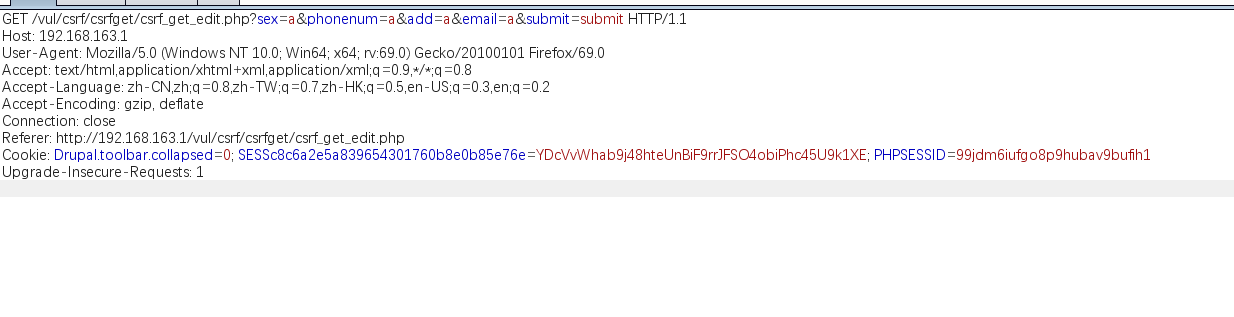 GET /vul/csrf/csrfget/csrf_get_edit.php?sex=a&phonenum=a&add=a&email=a&submit=submit HTTP/1.1
Host: 192.168.163.1
User-Agent: Mozilla/5.0 (Windows NT 10.0; Win64; x64; rv:69.0) Gecko/20100101 Firefox/69.0
Accept: text/html,application/xhtml+xml,application/xml;q=0.9,*/*;q=0.8
Accept-Language: zh-CN,zh;q=0.8,zh-TW;q=0.7,zh-HK;q=0.5,en-US;q=0.3,en;q=0.2
Accept-Encoding: gzip, deflate
Connection: close
Referer: http://192.168.163.1/vul/csrf/csrfget/csrf_get_edit.php
Cookie: Drupal.toolbar.collapsed=0; SESSc8c6a2e5a839654301760b8e0b85e76e=YDcVvWhab9j48hteUnBiF9rrJFSO4obiPhc45U9k1XE; PHPSESSID=99jdm6iufgo8p9hubav9bufih1
Upgrade-Insecure-Requests: 1